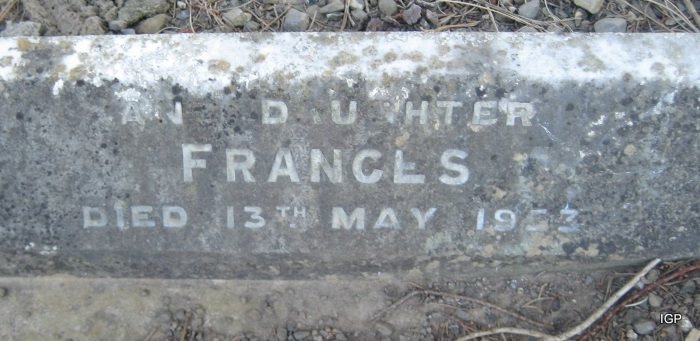 AND DAUGHTER
FRANCES
DIED 13TH MAY 1953
IGP